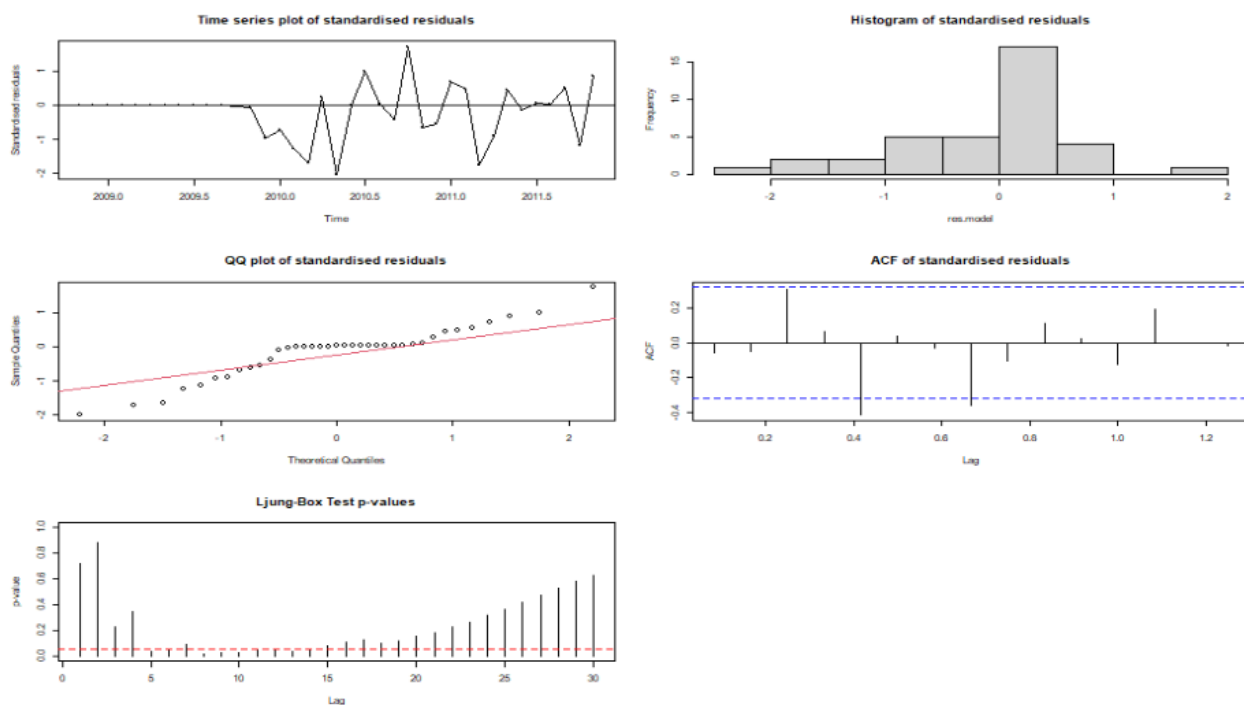 Time series plot of standardised residuals
Standardised residuals
1
0
-1
-2
2009.0 2009.5 2010.0 2010.5 2011.0 2011.5
Time
Histogram of standardised residuals
Frequency
15
10
5
0
-2 -1 0 1 2
res.model
QQ plot of standardised residuals
Sample Quantiles
1
0
-1
-2
-2 -1 0 1 2
Theoretical Quantiles
ACF of standardised residuals
ACF
0.2
0.0
-0.2
-0.4
0.2 0.4 0.6 0.8 1.0 1.2
Lag
Ljung-Box Test p-values
p-value
1.0
0.8
0.6
0.4
0.2
0.0
0 5 10 15 20 25 30
Lag